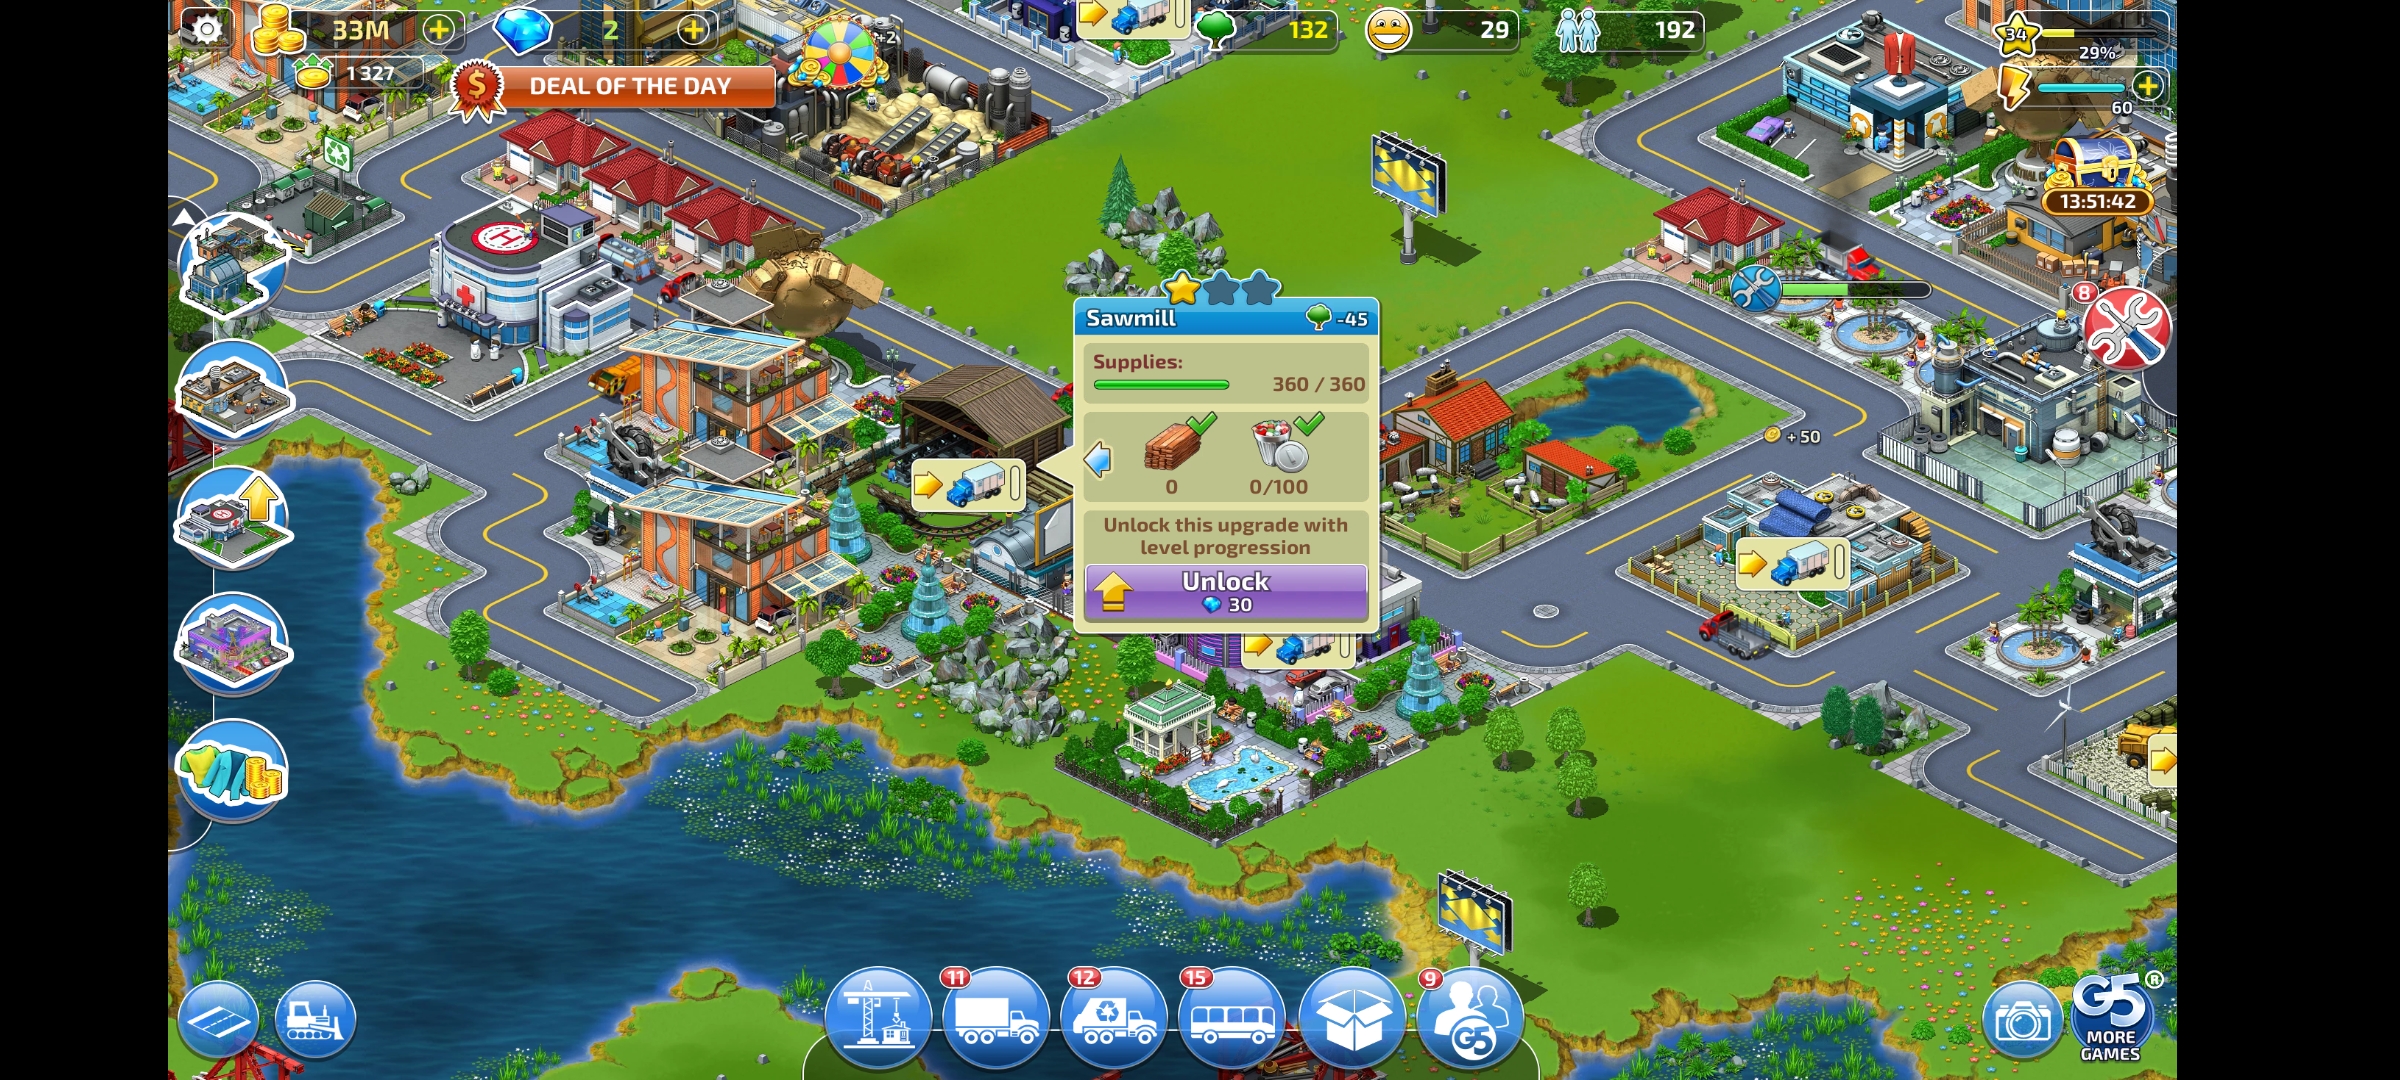 33M
2
+2
132
29
192
34
29%
1 327
DEAL OF THE DAY
60
13:51:42
8
Sawmill
-45
Supplies:
360 / 360
0
0/100
Unlock this upgrade with
level progression
Unlock
30
+ 50
H
11
12
15
9
G5
G5
®
MORE
GAMES